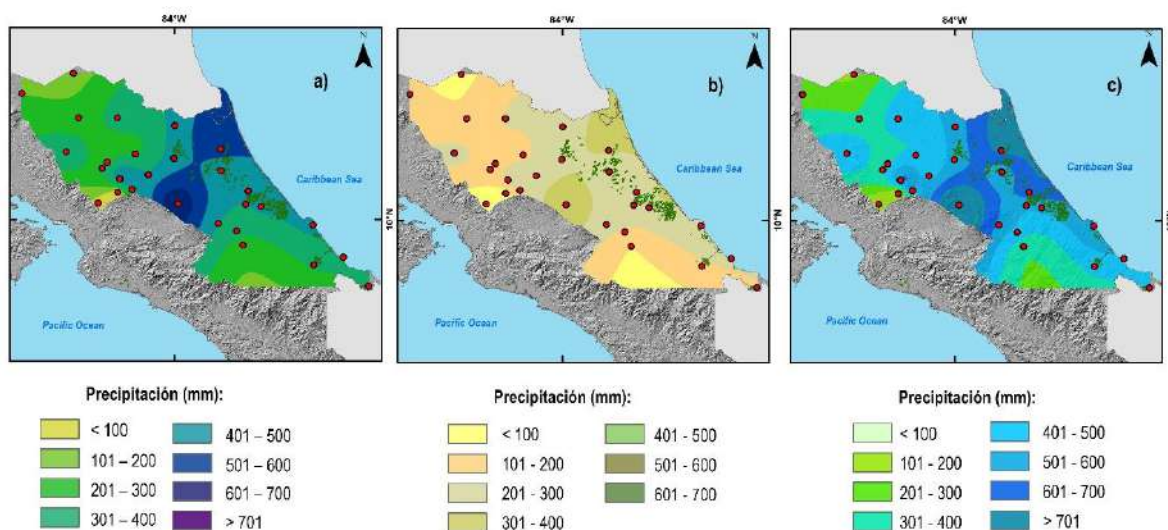 84°W
84°W
84°W
N
N
N
a)
b)
c)
Caribbean Sea
Caribbean Sea
Caribbean Sea
10°N
10°N
Pacific Ocean
Pacific Ocean
Pacific Ocean
Precipitación (mm):
< 100
101 – 200
201 – 300
301 – 400
401 – 500
501 – 600
601 – 700
> 701
Precipitación (mm):
< 100
101 - 200
201 - 300
301 - 400
401 - 500
501 - 600
601 - 700
Precipitación (mm):
< 100
101 - 200
201 - 300
301 - 400
401 - 500
501 - 600
601 - 700
> 701